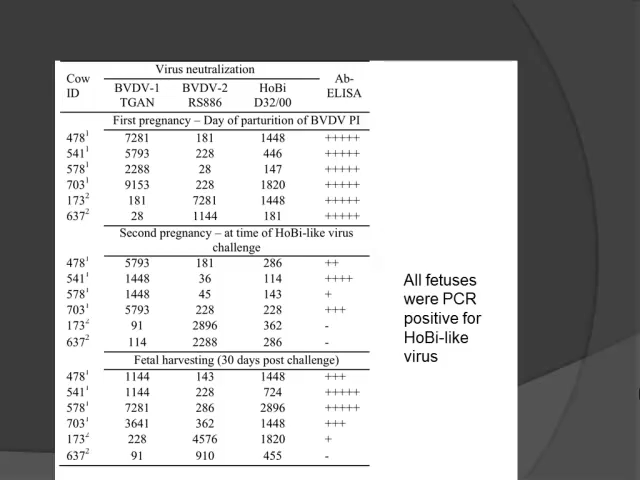 Virus neutralization
Cow ID BVDV-1 TGAN BVDV-2 RS886 HoBi D32/00 Ab-ELISA
First pregnancy – Day of parturition of BVDV PI
478¹ 7281 181 1448 +++++
541¹ 5793 228 446 +++++
578¹ 2288 28 147 +++++
703¹ 9153 228 1820 +++++
173² 181 7281 1448 +++++
637² 28 1144 181 +++++
Second pregnancy – at time of HoBi-like virus
challenge
478¹ 5793 181 286 ++
541¹ 1448 36 114 ++++
578¹ 1448 45 143 +
703¹ 5793 228 228 +++
173² 91 2896 362 -
637² 114 2288 286 -
Fetal harvesting (30 days post challenge)
478¹ 1144 143 1448 +++
541¹ 1144 228 724 +++++
578¹ 7281 286 2896 +++++
703¹ 3641 362 1448 +++
173² 228 4576 1820 +
637² 91 910 455 -
All fetuses
were PCR
positive for
HoBi-like
virus